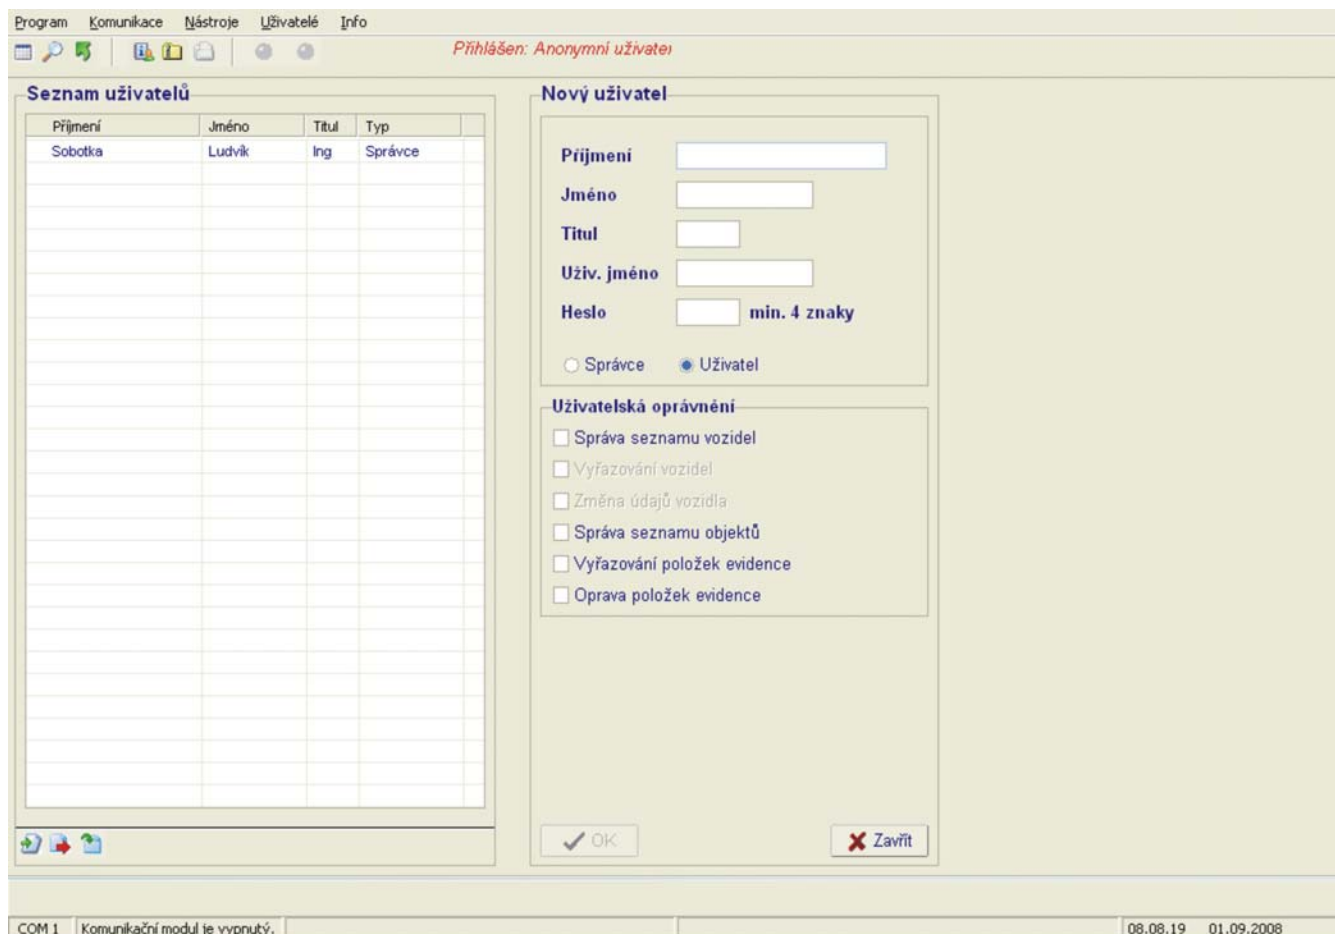 Program Komunikace Nástroje Uživatelé Info
Přihlášen: Anonymní uživatel
Seznam uživatelů
Příjmení Jméno Titul Typ
Sobotka Ludvík Ing Správce
Nový uživatel
Příjmení
Jméno
Titul
Uživ. jméno
Heslo min. 4 znaky
Správce Uživatel
Uživatelská oprávnění
Správa seznamu vozidel
Vyřazování vozidel
Změna údajů vozidla
Správa seznamu objektů
Vyřazování položek evidence
Oprava položek evidence
OK Zavřít
COM 1 Komunikační modul je vypnutý. 08.08.19 01.09.2008